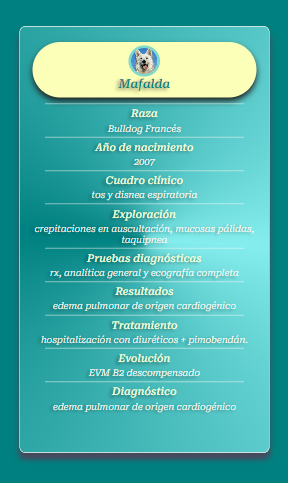 Mafalda
Raza
Bulldog Francés
Año de nacimiento
2007
Cuadro clínico
tos y disnea espiratoria
Exploración
crepitaciones en auscultación, mucosas pálidas,
taquipnea
Pruebas diagnósticas
rx, analítica general y ecografía completa
Resultados
edema pulmonar de origen cardiogénico
Tratamiento
hospitalización con diuréticos + pimobendán.
Evolución
EVM B2 descompensado
Diagnóstico
edema pulmonar de origen cardiogénico